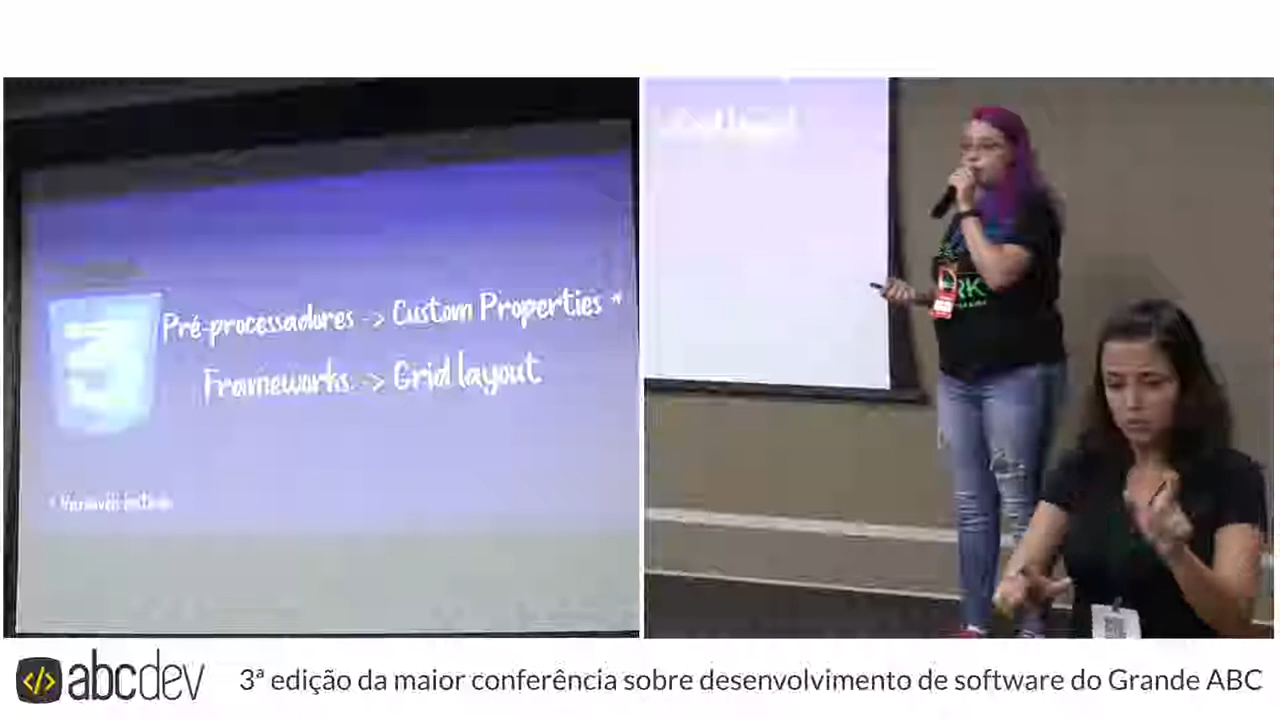 Pré-processadores -> Custom Properties *
Frameworks -> Grid layout
RK
</> abcdev
3ª edição da maior conferência sobre desenvolvimento de software do Grande ABC